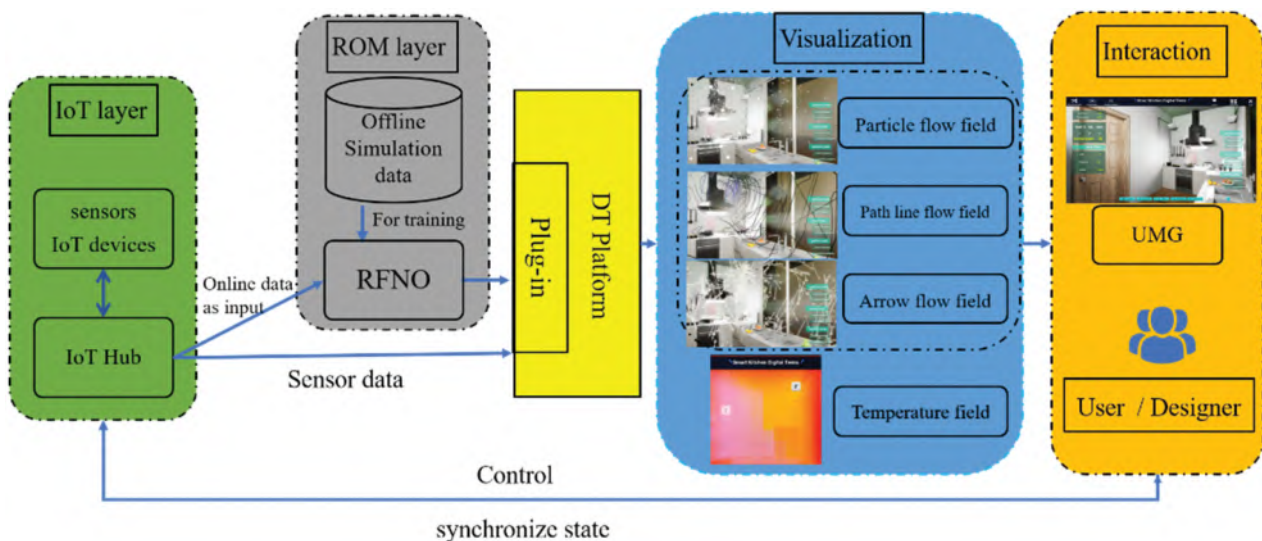 IoT layer
sensors
IoT devices
IoT Hub
Online data
as input
Sensor data
ROM layer
Offline
Simulation
data
For training
RFNO
Plug-in
DT Platform
Visualization
Particle flow field
Path line flow field
Arrow flow field
Temperature field
Interaction
UMG
User / Designer
Control
synchronize state